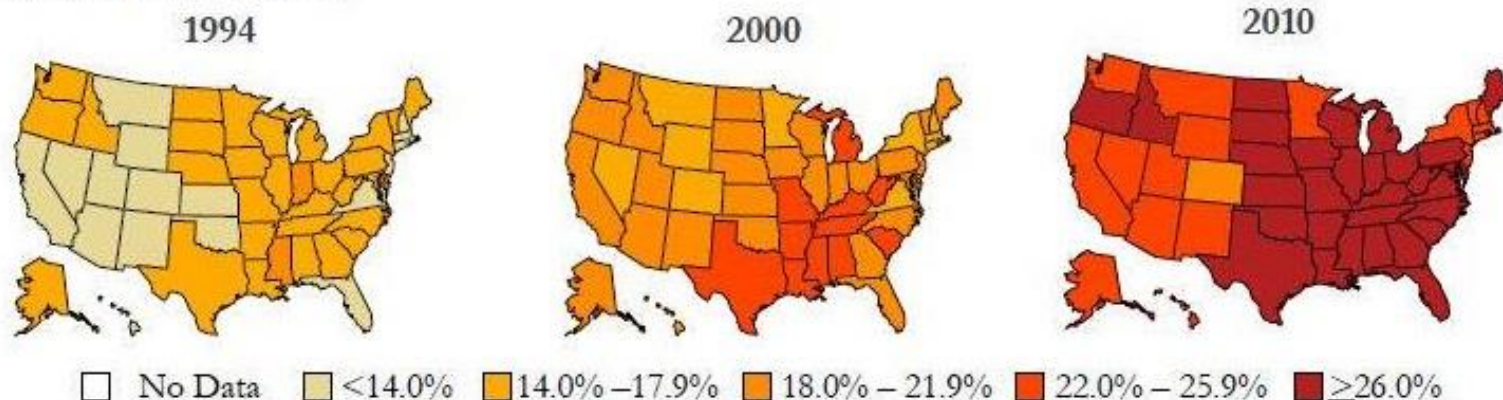 1994
2000
2010
No Data
<14.0%
14.0% –17.9%
18.0% – 21.9%
22.0% – 25.9%
≥26.0%